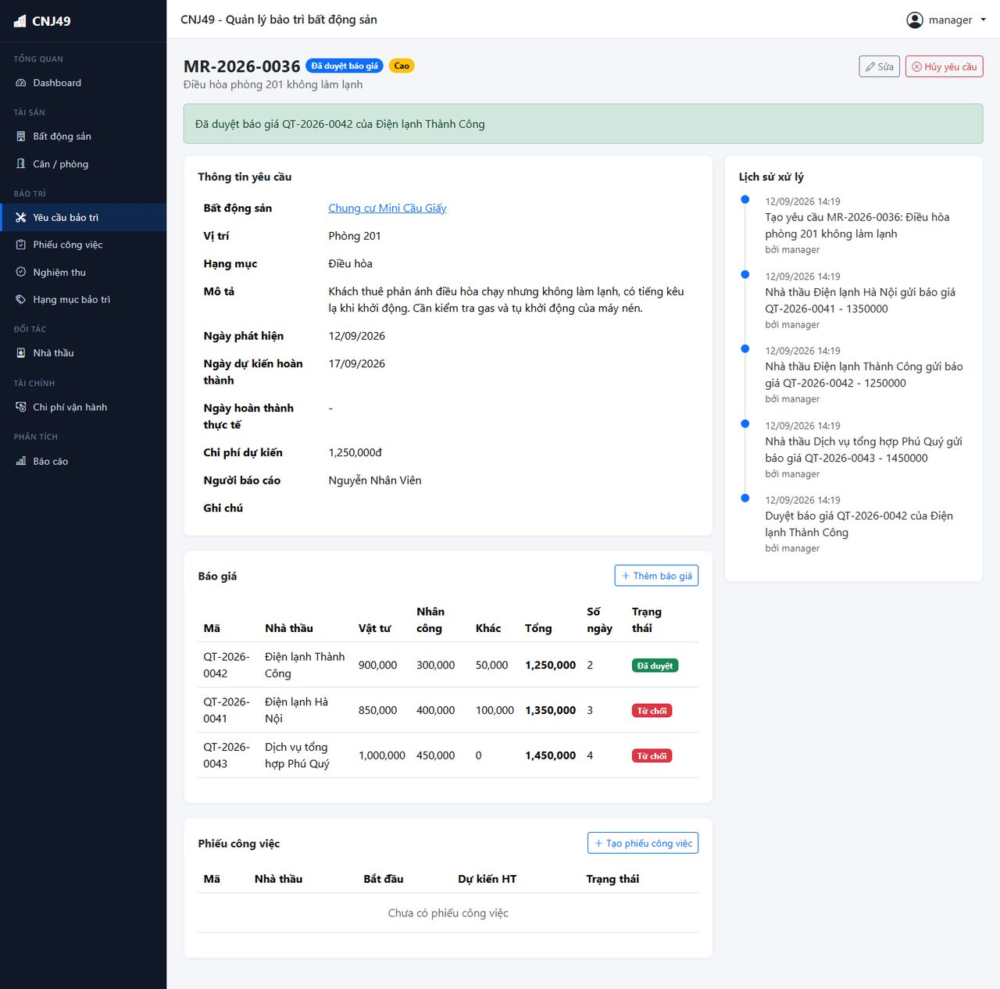 CNJ49
TỔNG QUAN
Dashboard
TÀI SẢN
Bất động sản
Căn / phòng
BẢO TRÌ
Yêu cầu bảo trì
Phiếu công việc
Nghiệm thu
Hạng mục bảo trì
ĐỐI TÁC
Nhà thầu
TÀI CHÍNH
Chi phí vận hành
PHÂN TÍCH
Báo cáo
CNJ49 - Quản lý bảo trì bất động sản
manager
MR-2026-0036 Đã duyệt báo giá Cao
Điều hòa phòng 201 không làm lạnh
Sửa
Hủy yêu cầu
Đã duyệt báo giá QT-2026-0042 của Điện lạnh Thành Công
Thông tin yêu cầu
Bất động sản Chung cư Mini Cầu Giấy
Vị trí Phòng 201
Hạng mục Điều hòa
Mô tả Khách thuê phản ánh điều hòa chạy nhưng không làm lạnh, có tiếng kêu
lạ khi khởi động. Cần kiểm tra gas và tụ khởi động của máy nén.
Ngày phát hiện 12/09/2026
Ngày dự kiến hoàn 17/09/2026
thành
Ngày hoàn thành -
thực tế
Chi phí dự kiến 1,250,000đ
Người báo cáo Nguyễn Nhân Viên
Ghi chú
Báo giá
+ Thêm báo giá
Mã Nhà thầu Vật tư Nhân công Khác Tổng Số ngày Trạng thái
QT-2026-0042 Điện lạnh Thành Công 900,000 300,000 50,000 1,250,000 2 Đã duyệt
QT-2026-0041 Điện lạnh Hà Nội 850,000 400,000 100,000 1,350,000 3 Từ chối
QT-2026-0043 Dịch vụ tổng hợp Phú Quý 1,000,000 450,000 0 1,450,000 4 Từ chối
Phiếu công việc
+ Tạo phiếu công việc
Mã Nhà thầu Bắt đầu Dự kiến HT Trạng thái
Chưa có phiếu công việc
Lịch sử xử lý
12/09/2026 14:19
Tạo yêu cầu MR-2026-0036: Điều hòa
phòng 201 không làm lạnh
bởi manager
12/09/2026 14:19
Nhà thầu Điện lạnh Hà Nội gửi báo giá
QT-2026-0041 - 1350000
bởi manager
12/09/2026 14:19
Nhà thầu Điện lạnh Thành Công gửi báo
giá QT-2026-0042 - 1250000
bởi manager
12/09/2026 14:19
Nhà thầu Dịch vụ tổng hợp Phú Quý gửi
báo giá QT-2026-0043 - 1450000
bởi manager
12/09/2026 14:19
Duyệt báo giá QT-2026-0042 của Điện
lạnh Thành Công
bởi manager